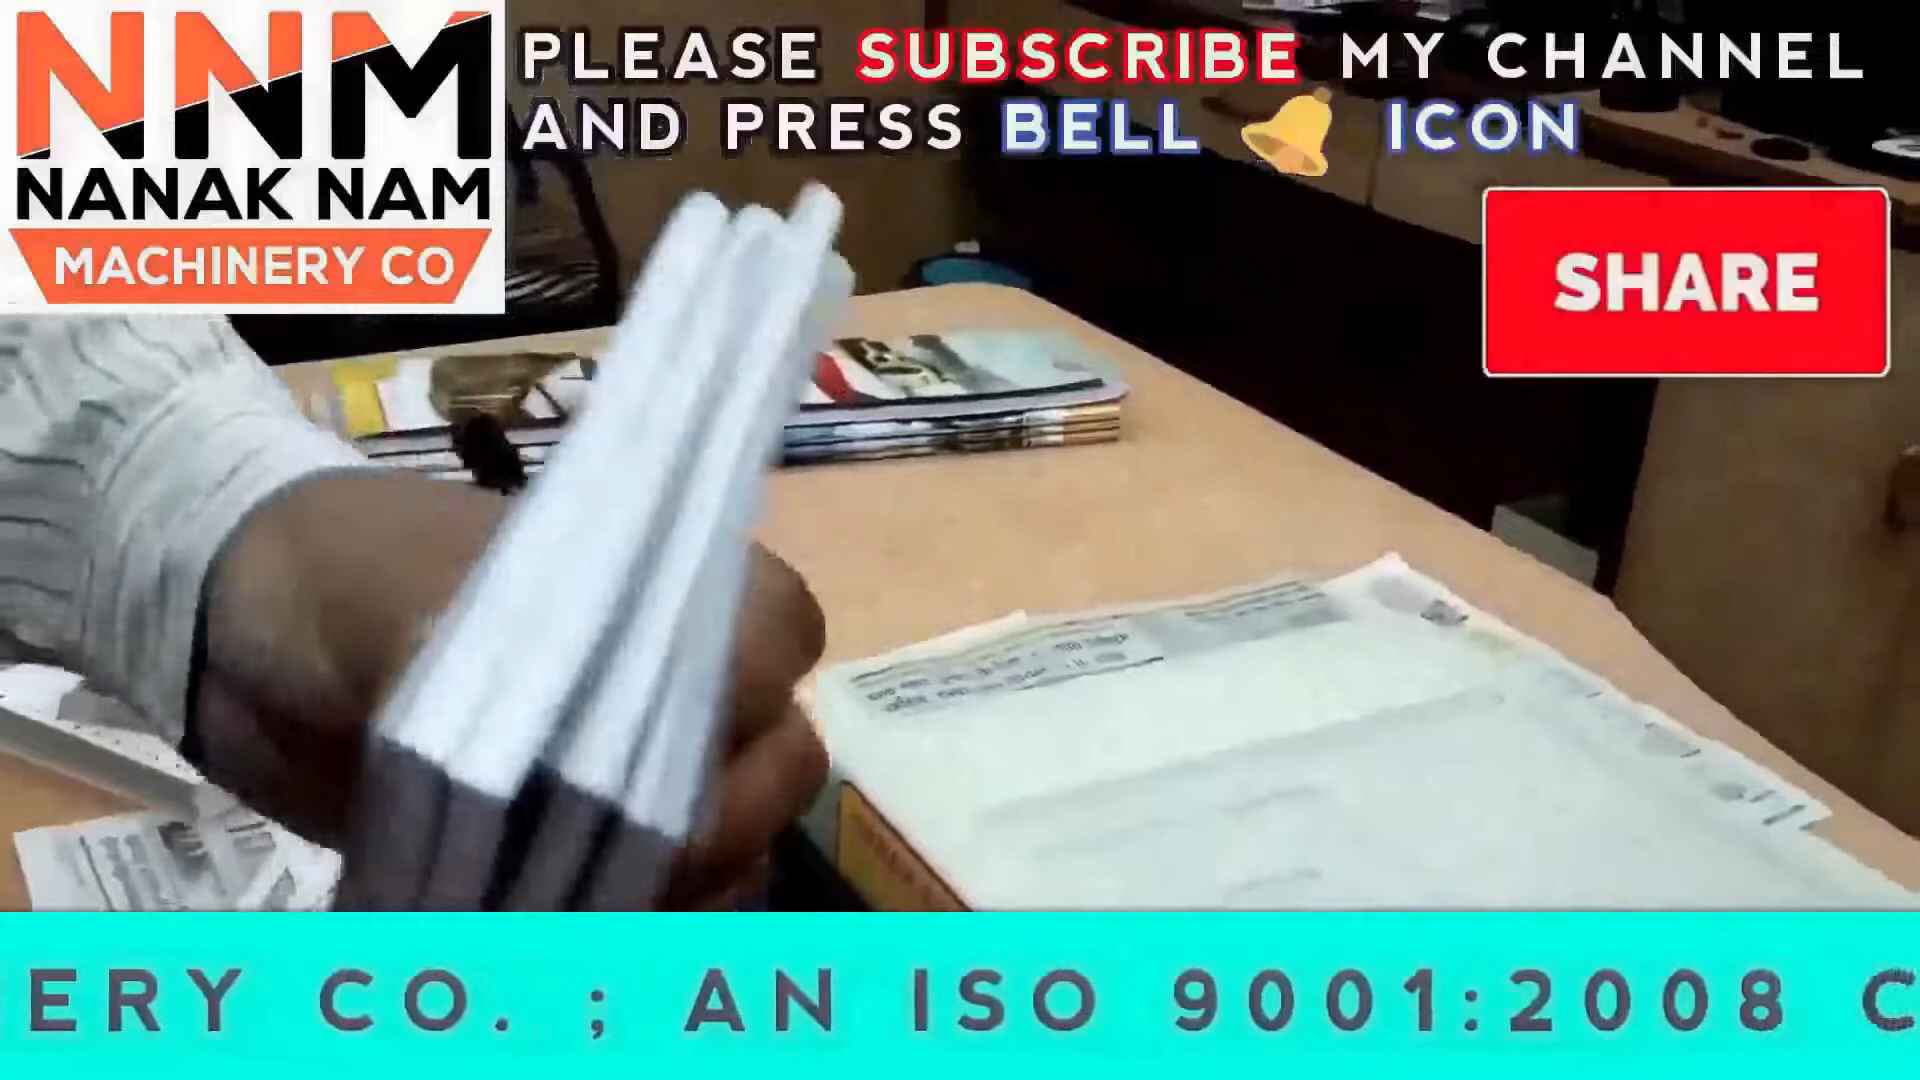 NNM
NANAK NAM
MACHINERY CO
PLEASE SUBSCRIBE MY CHANNEL
AND PRESS BELL 🔔 ICON
SHARE
ERY CO. ; AN ISO 9001:2008 C